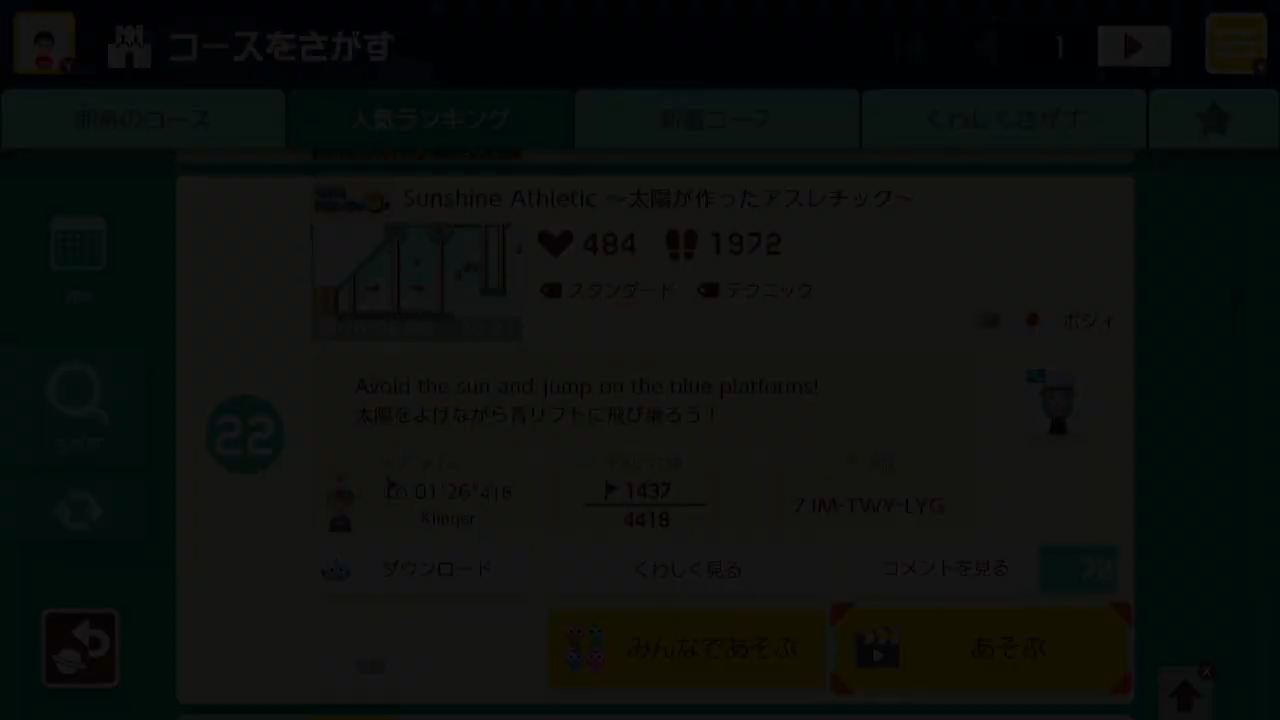 コースをさがす
1
人気ランキング
新着コース
くわしくさがす
Sunshine Athletic ～太陽が作ったアスレチック～
484 1972
スタンダード テクニック
ポジィ
Avoid the sun and jump on the blue platforms!
太陽をよけながら青リフトに飛び乗ろう！
22
1437
4418
ダウンロード くわしく見る コメントを見る
みんなであそぶ あそぶ
X